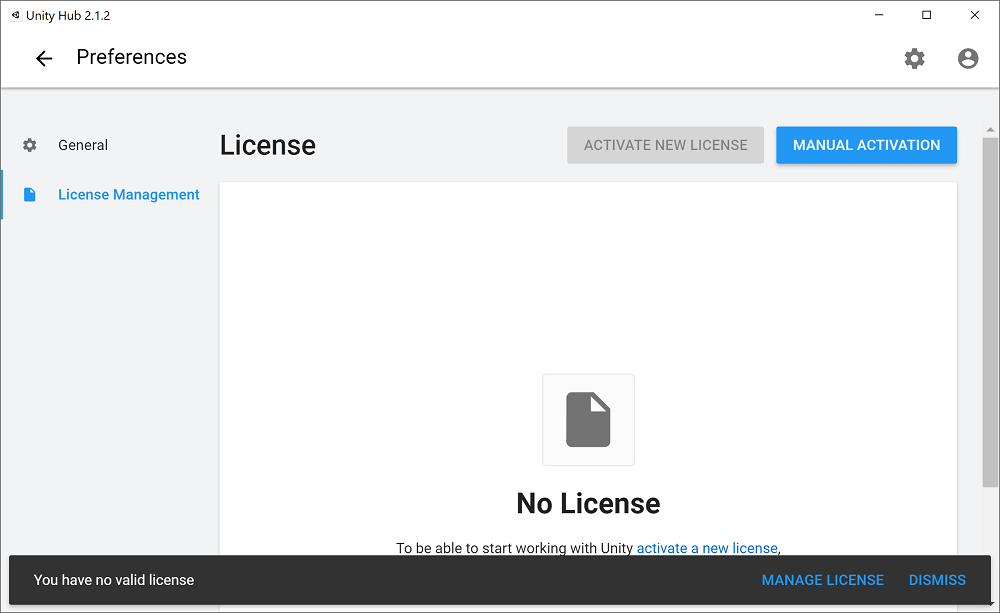 Unity Hub 2.1.2
Preferences
General
License
ACTIVATE NEW LICENSE
MANUAL ACTIVATION
License Management
No License
To be able to start working with Unity activate a new license,
You have no valid license
MANAGE LICENSE
DISMISS